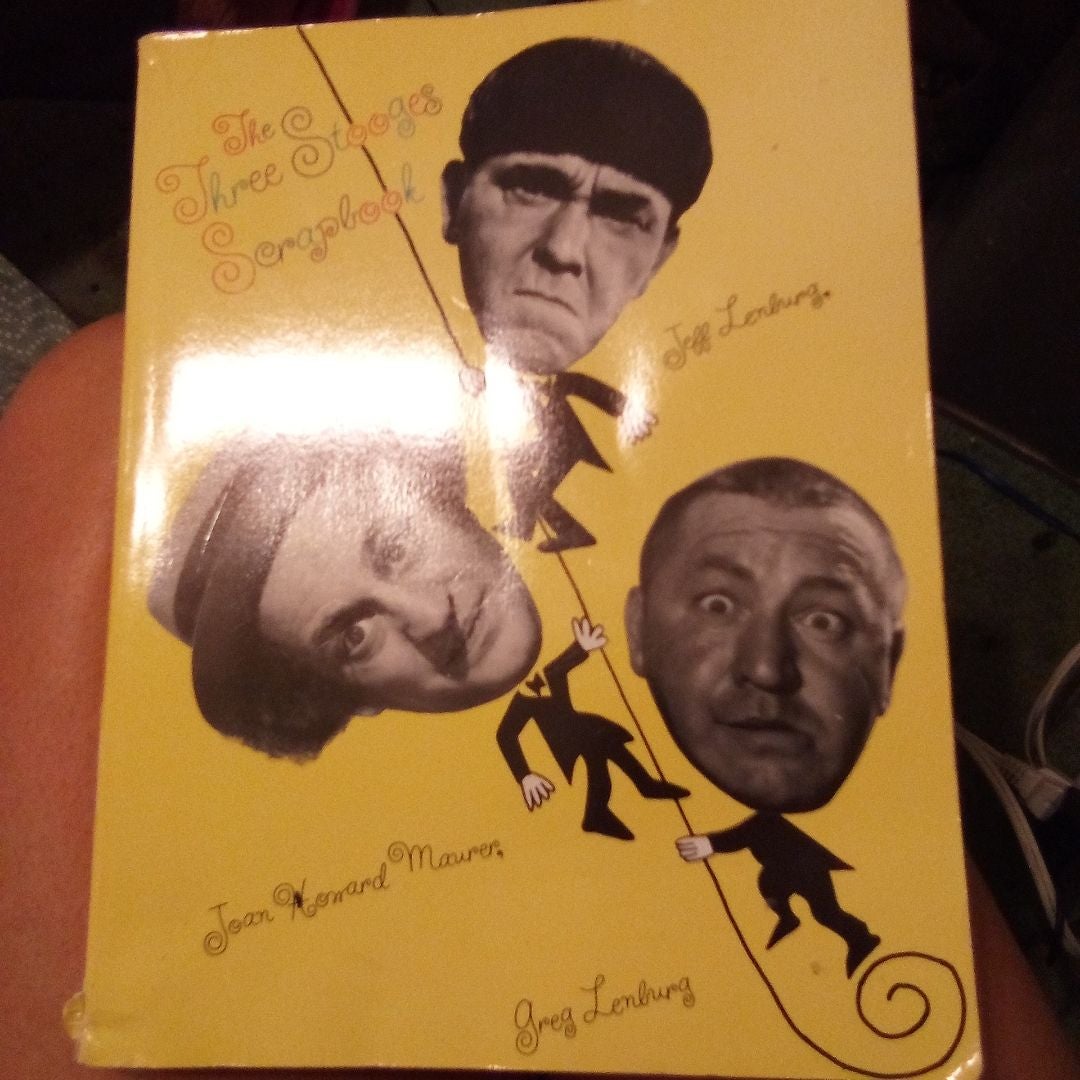 The
Three Stooges
Scrapbook
Jeff Lenburg,
Joan Howard Maurer,
Greg Lenburg